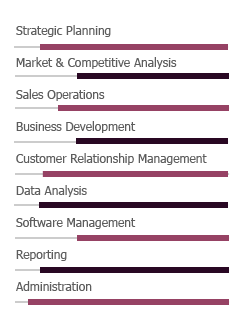 Strategic Planning
Market & Competitive Analysis
Sales Operations
Business Development
Customer Relationship Management
Data Analysis
Software Management
Reporting
Administration